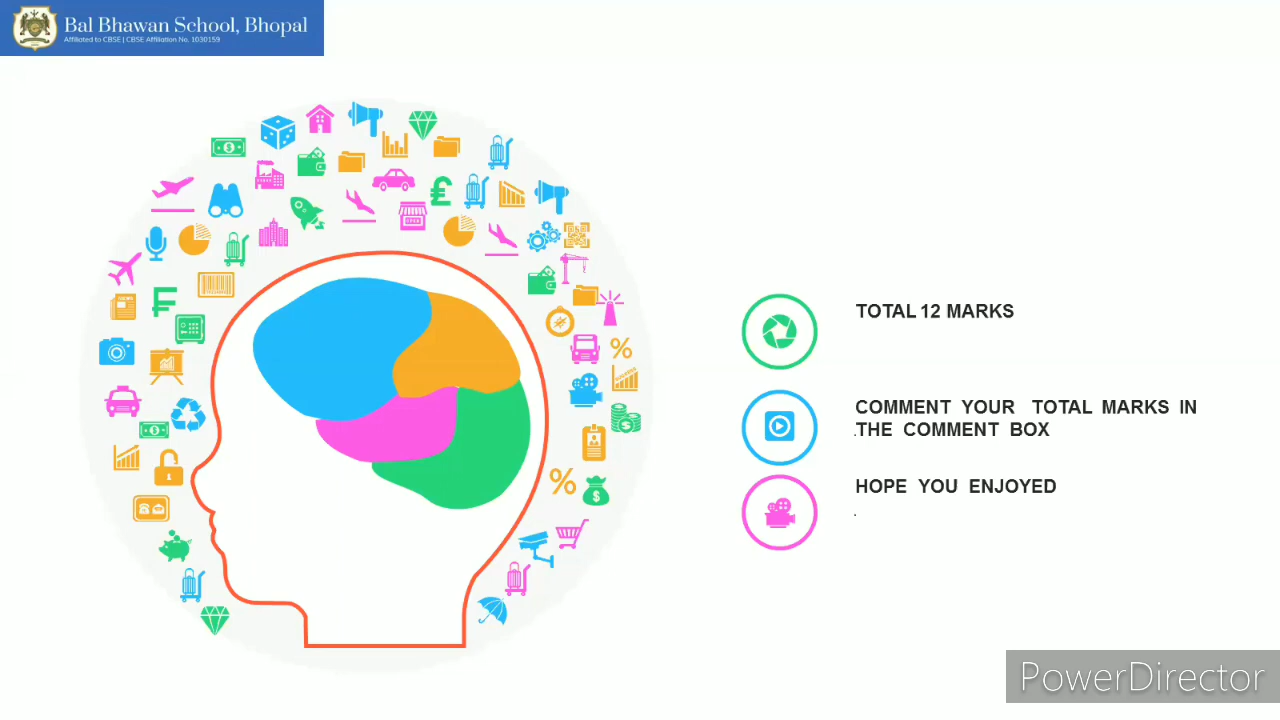 Bal Bhawan School, Bhopal
Affiliated to CBSE | CBSE Affiliation No. 1030159
TOTAL 12 MARKS
COMMENT YOUR TOTAL MARKS IN
.THE COMMENT BOX
HOPE YOU ENJOYED
.
NEWS
PowerDirector